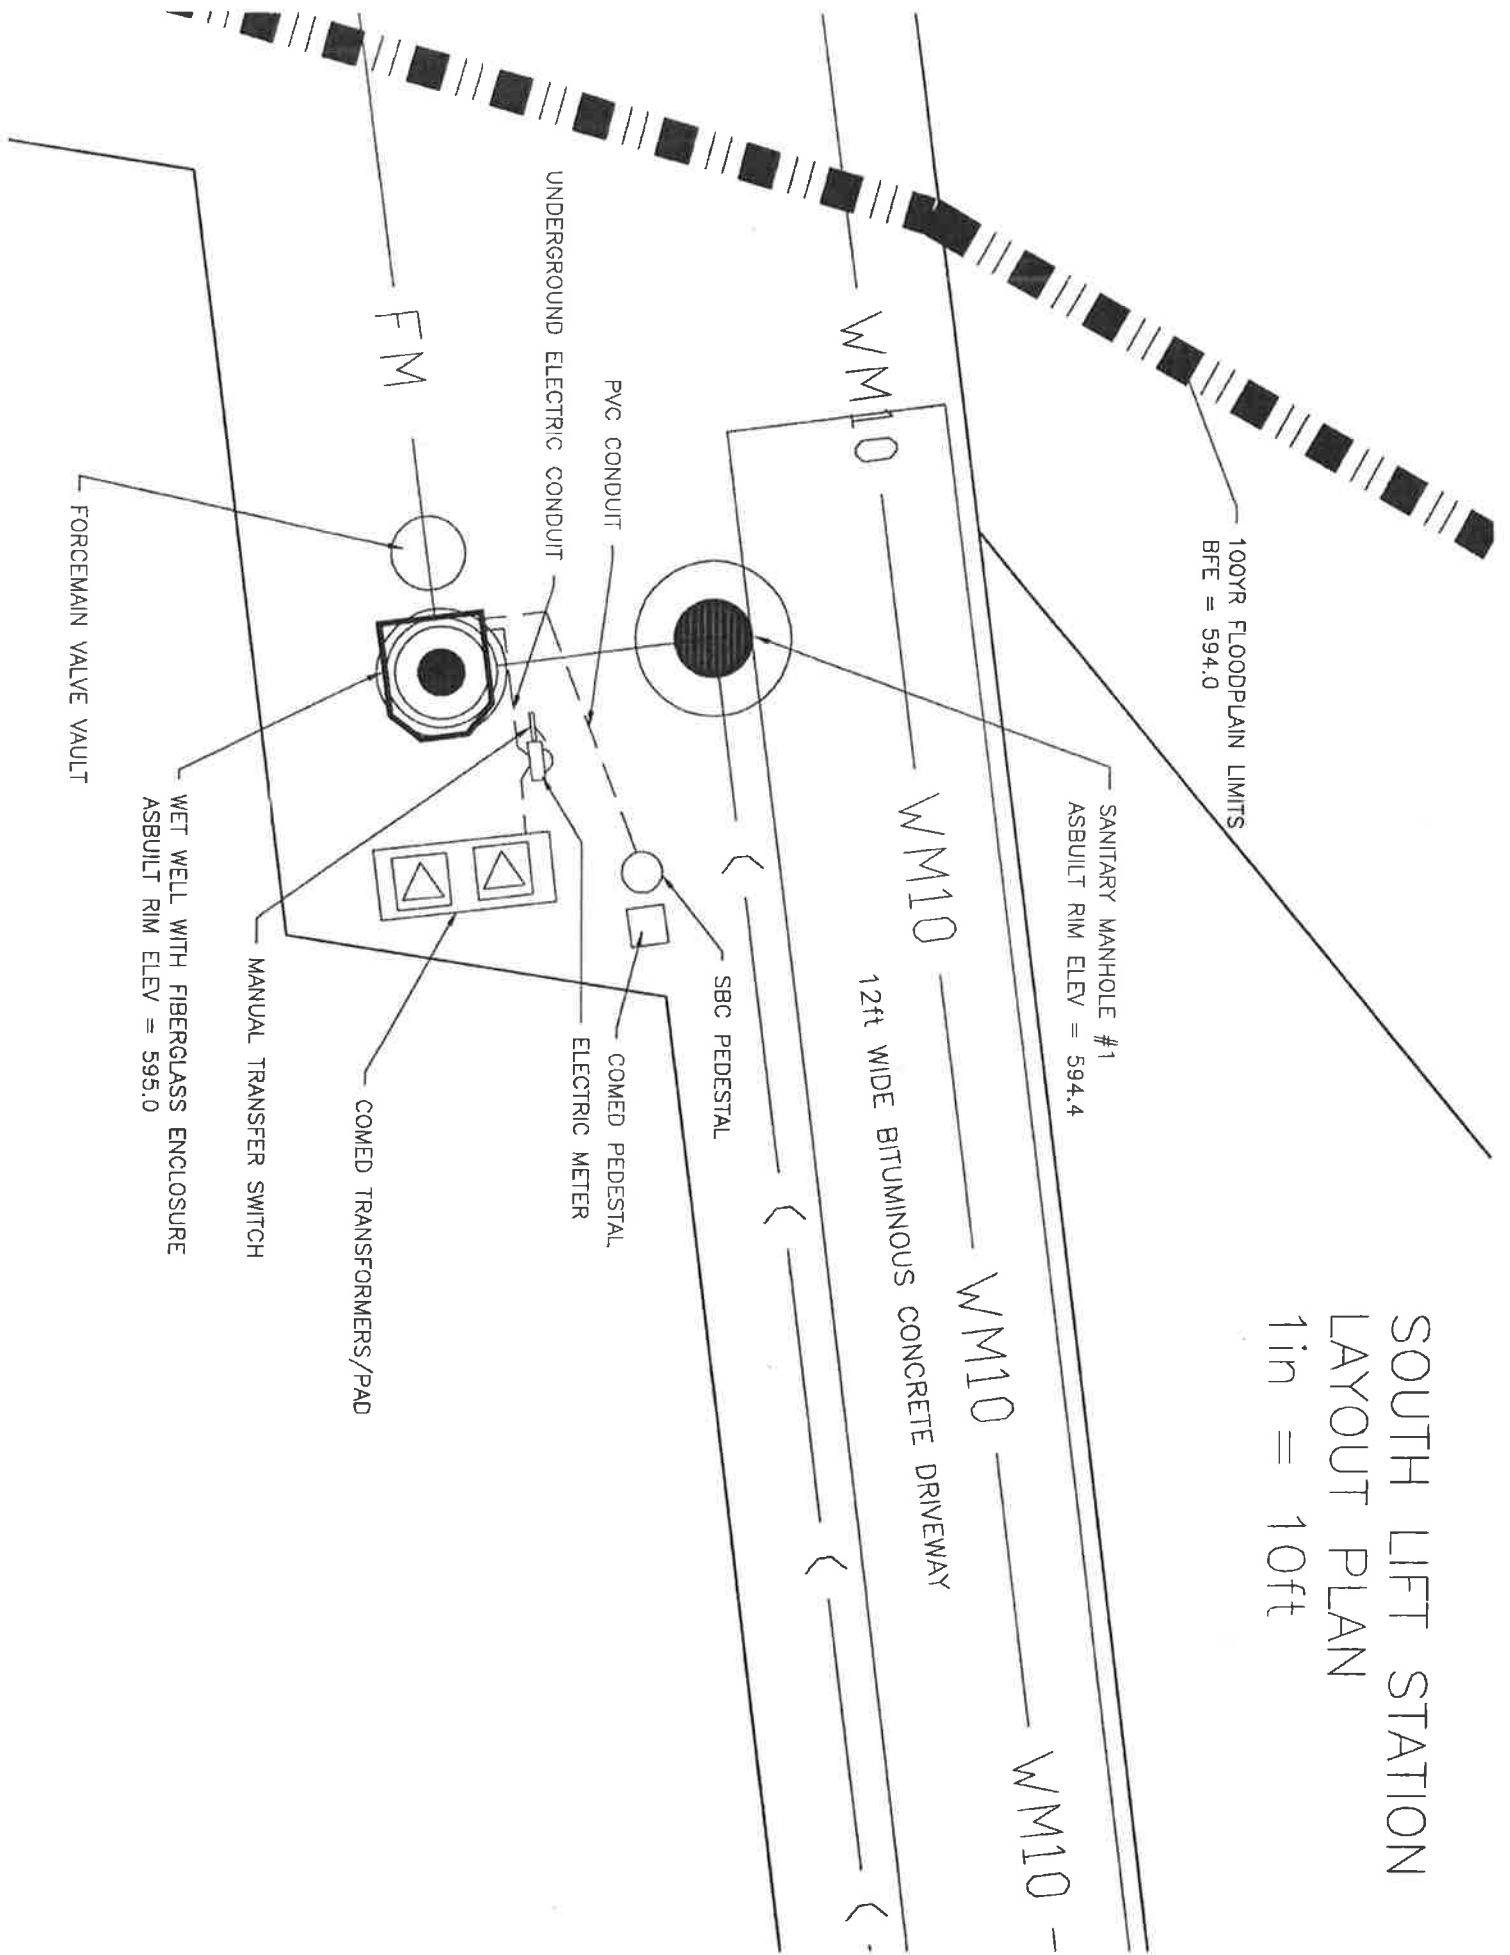 SOUTH LIFT STATION
LAYOUT PLAN
1in = 10ft
100YR FLOODPLAIN LIMITS
BFE = 594.0
SANITARY MANHOLE #1
ASBUILT RIM ELEV = 594.4
WM10
WM10
WM10
WM10
12ft WIDE BITUMINOUS CONCRETE DRIVEWAY
SBC PEDESTAL
PVC CONDUIT
COMED PEDESTAL
ELECTRIC METER
UNDERGROUND ELECTRIC CONDUIT
FM
COMED TRANSFORMERS/PAD
MANUAL TRANSFER SWITCH
WET WELL WITH FIBERGLASS ENCLOSURE
ASBUILT RIM ELEV = 595.0
FORCEMAIN VALVE VAULT